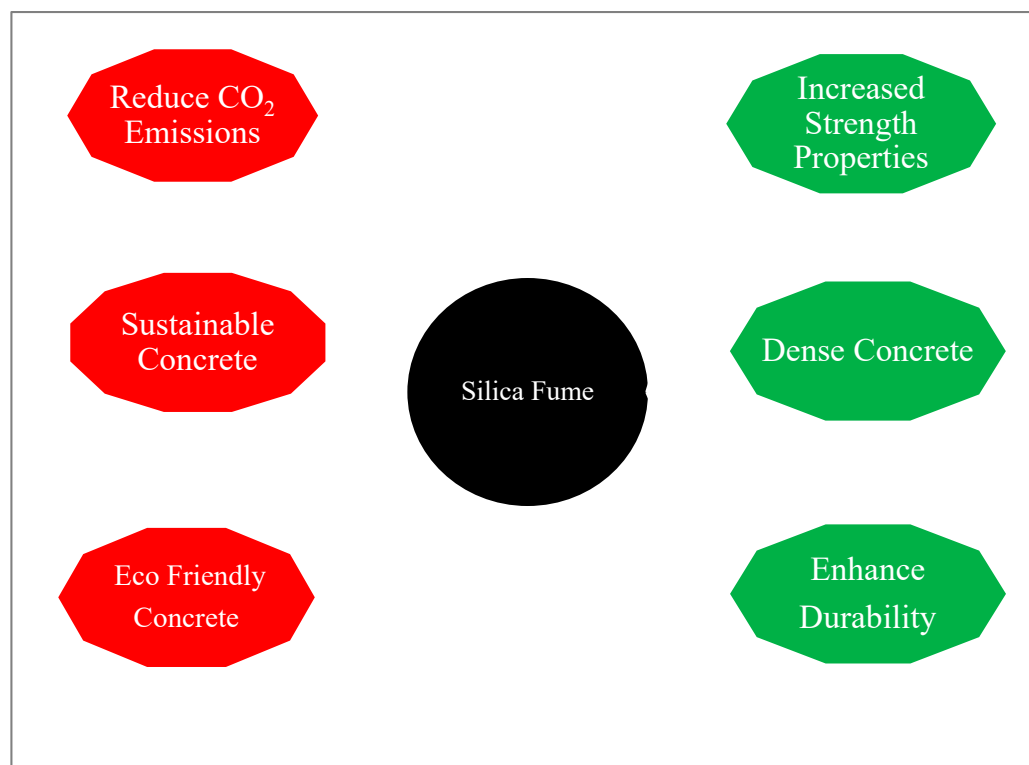 Reduce CO₂
Emissions
Increased
Strength
Properties
Sustainable
Concrete
Silica Fume
Dense Concrete
Eco Friendly
Concrete
Enhance
Durability